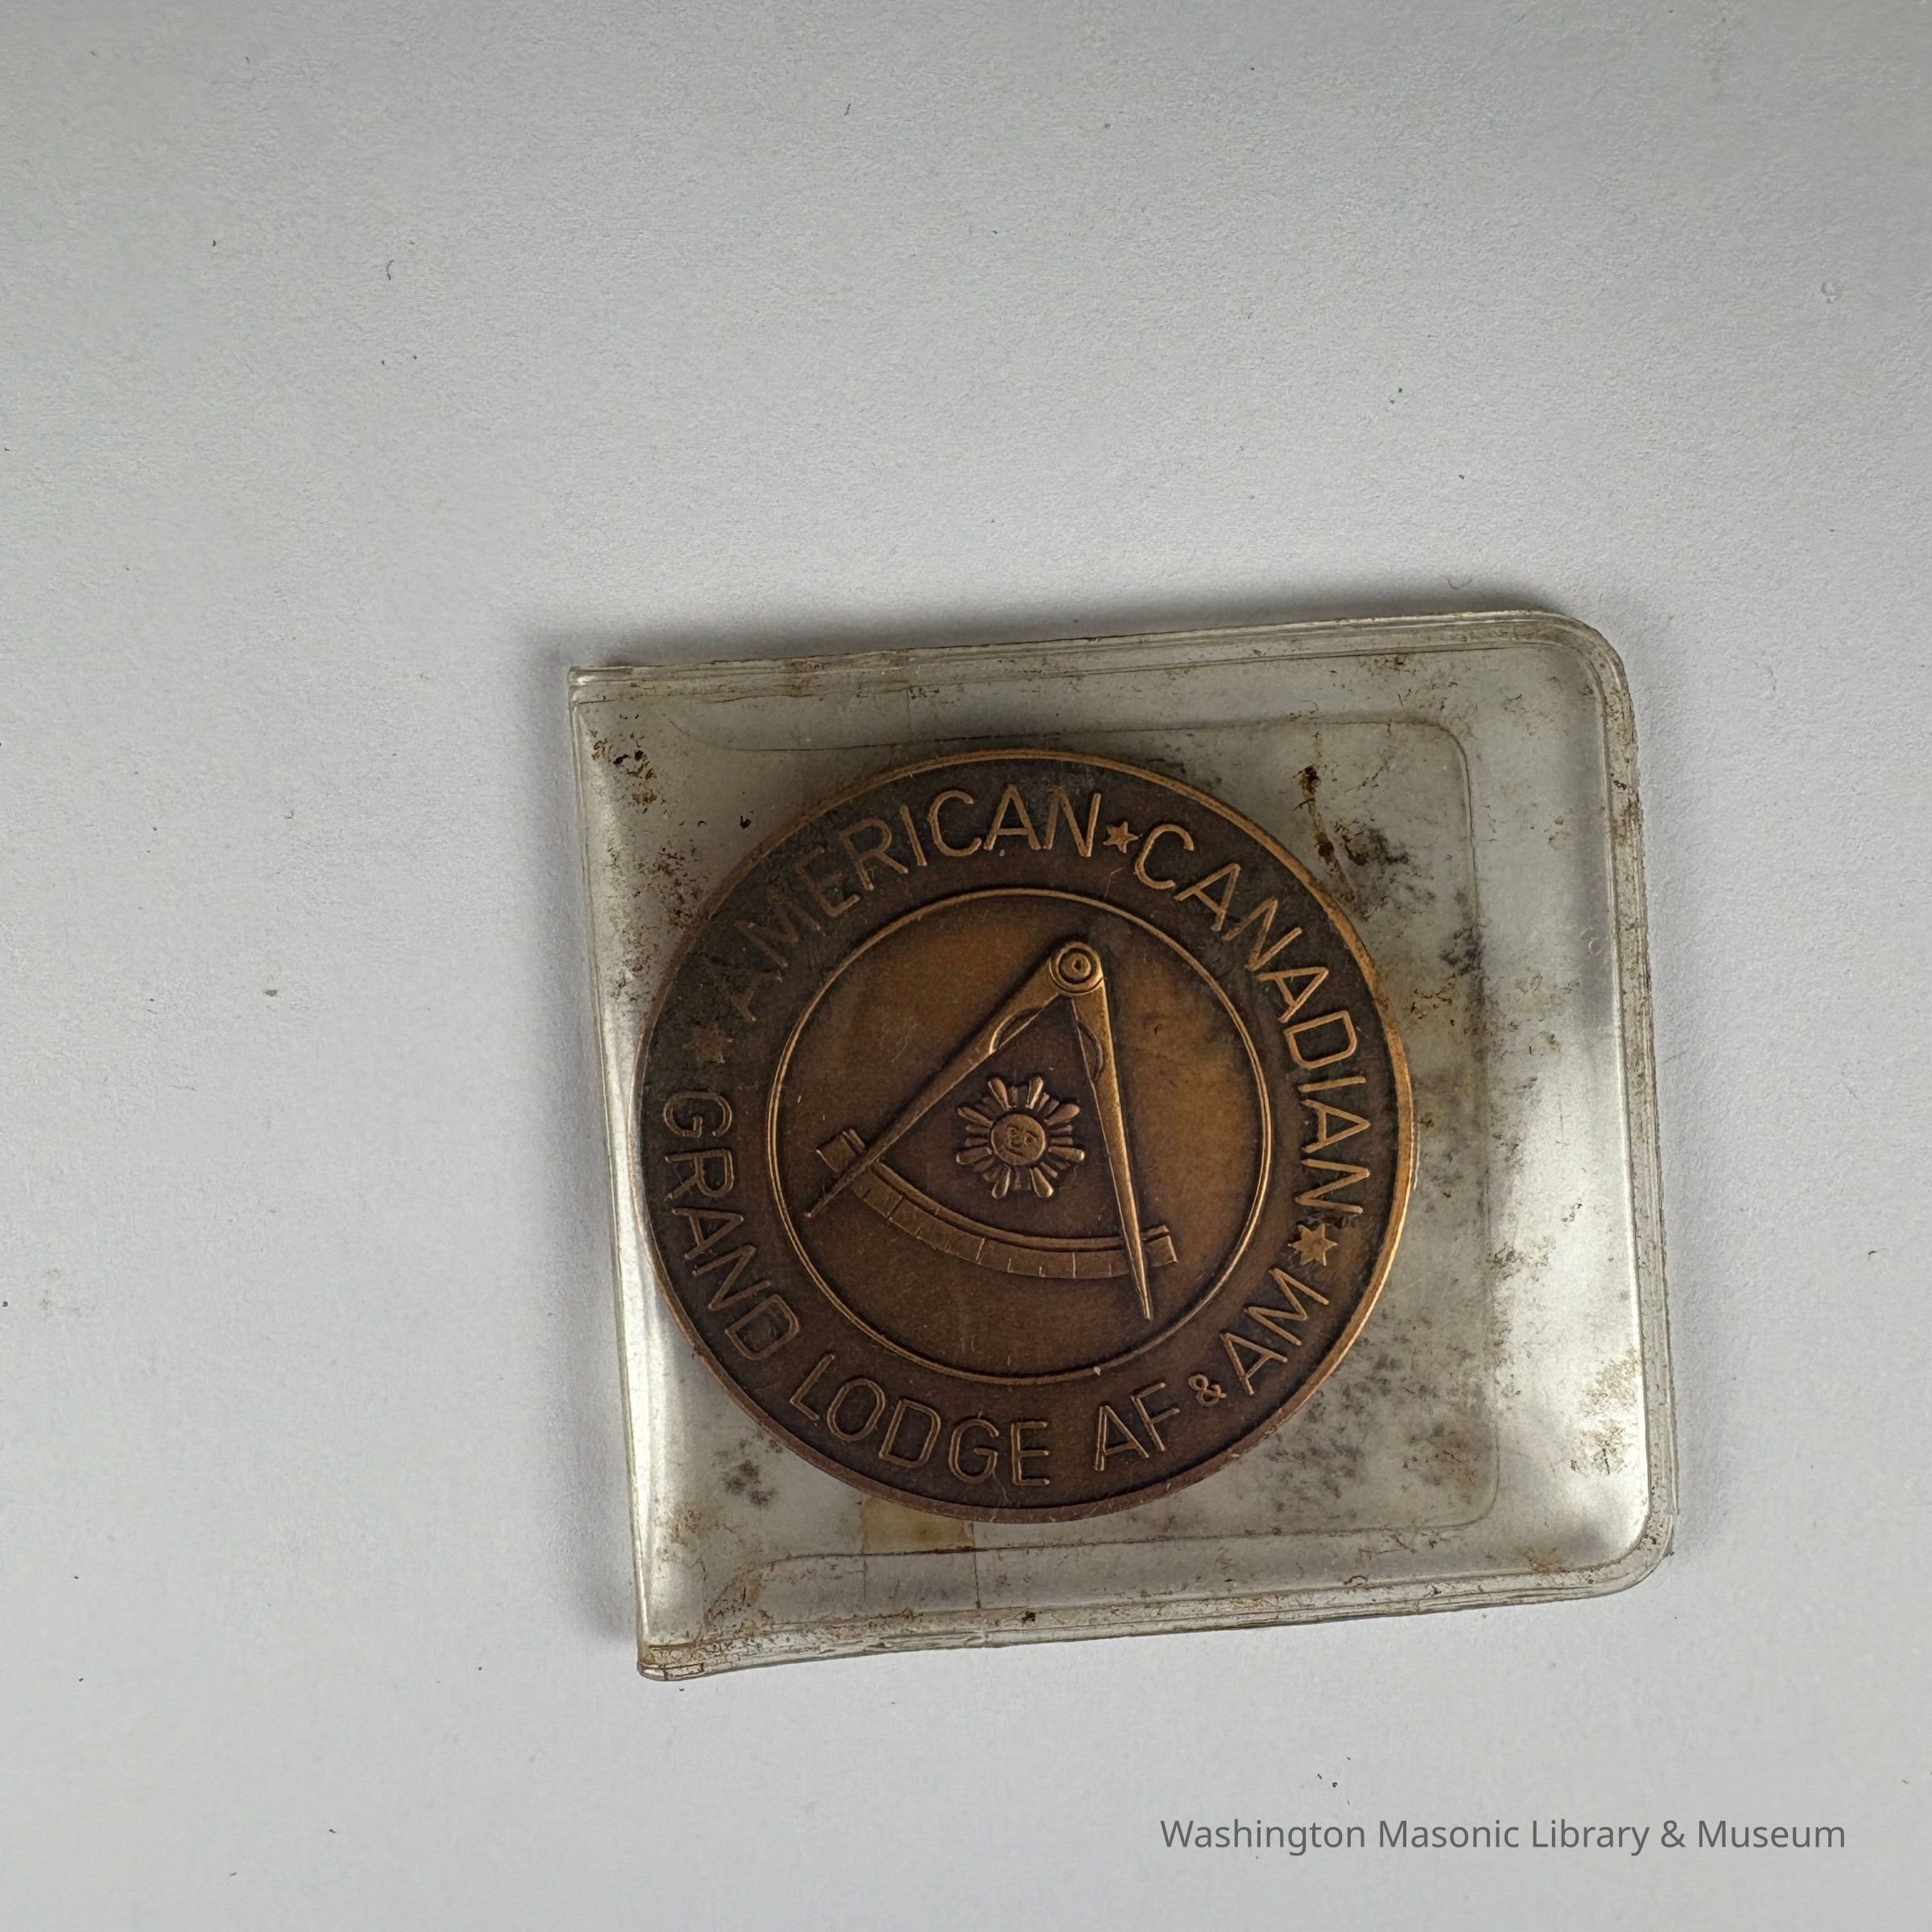 AMERICAN★CANADIAN★
GRAND LODGE AF & AM
Washington Masonic Library & Museum